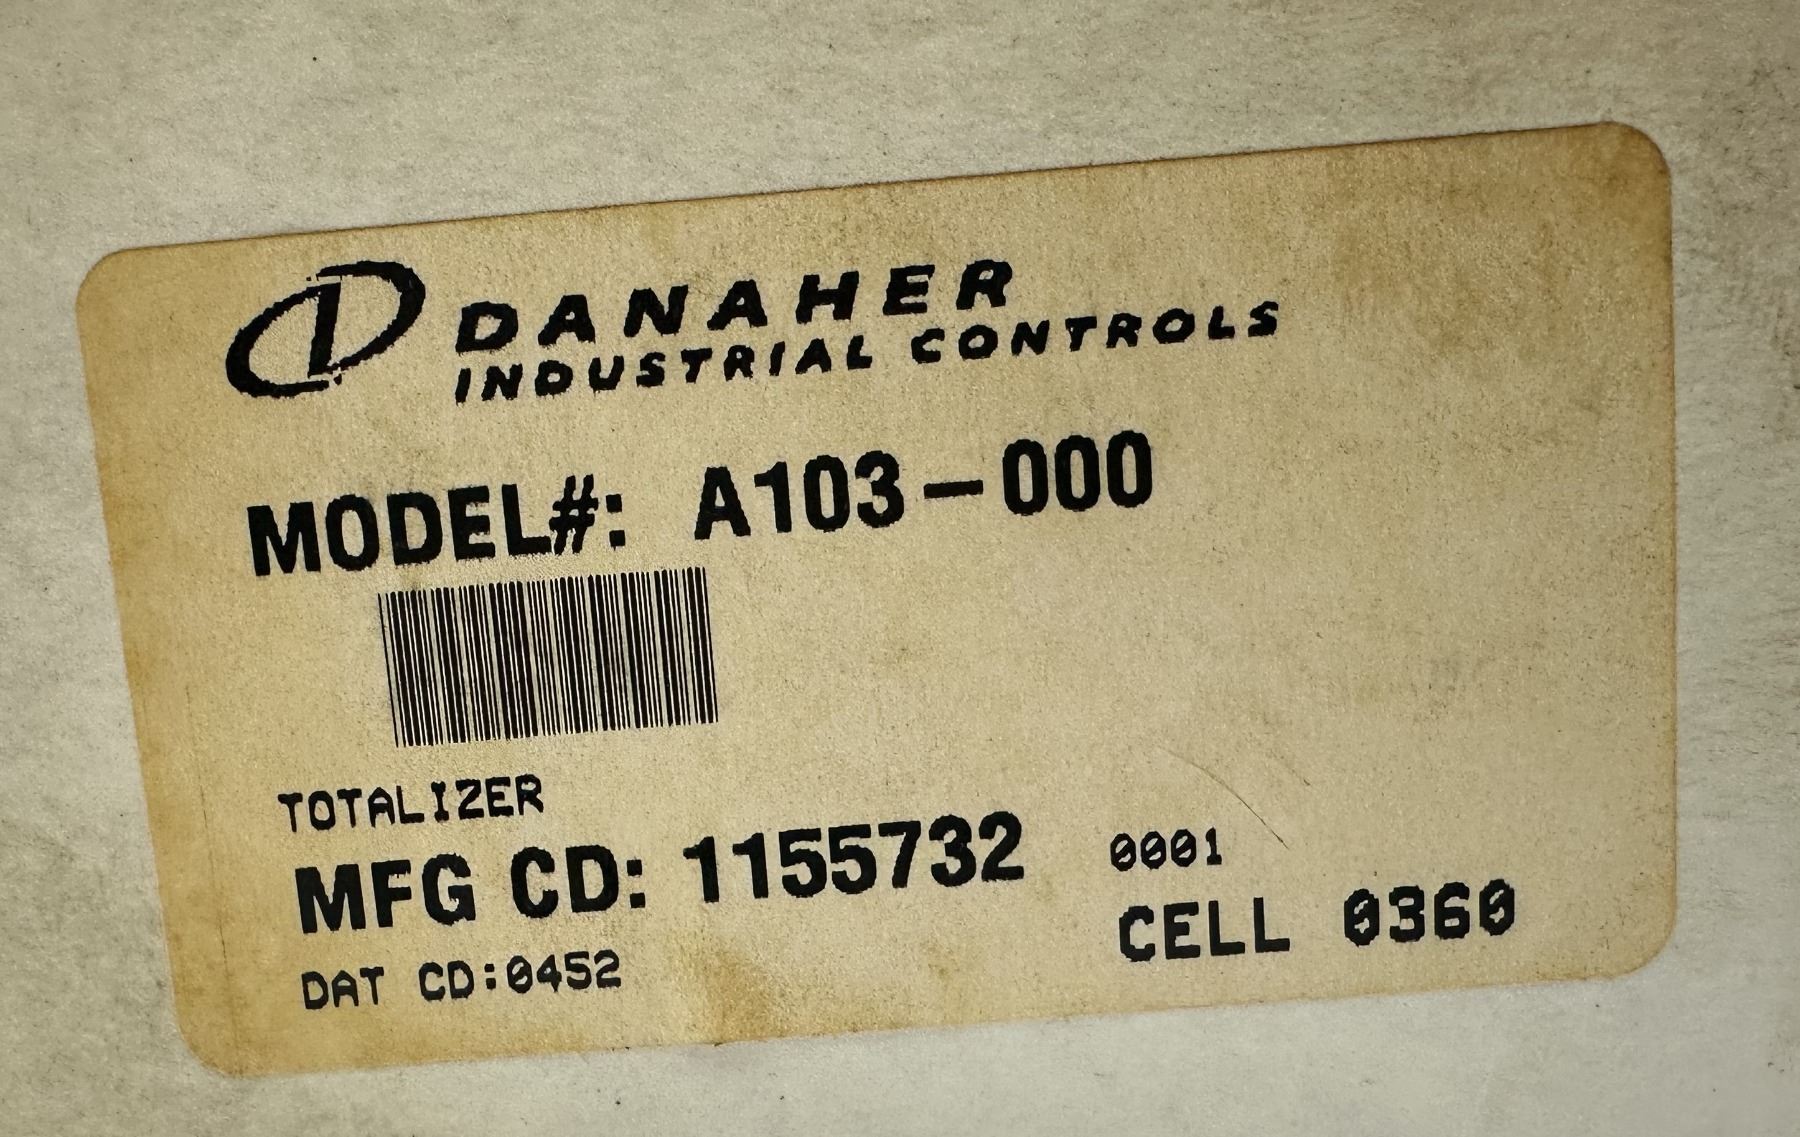 DANAHER
INDUSTRIAL CONTROLS
MODEL#: A103-000
TOTALIZER
MFG CD: 1155732 0001
DAT CD:0452 CELL 0360